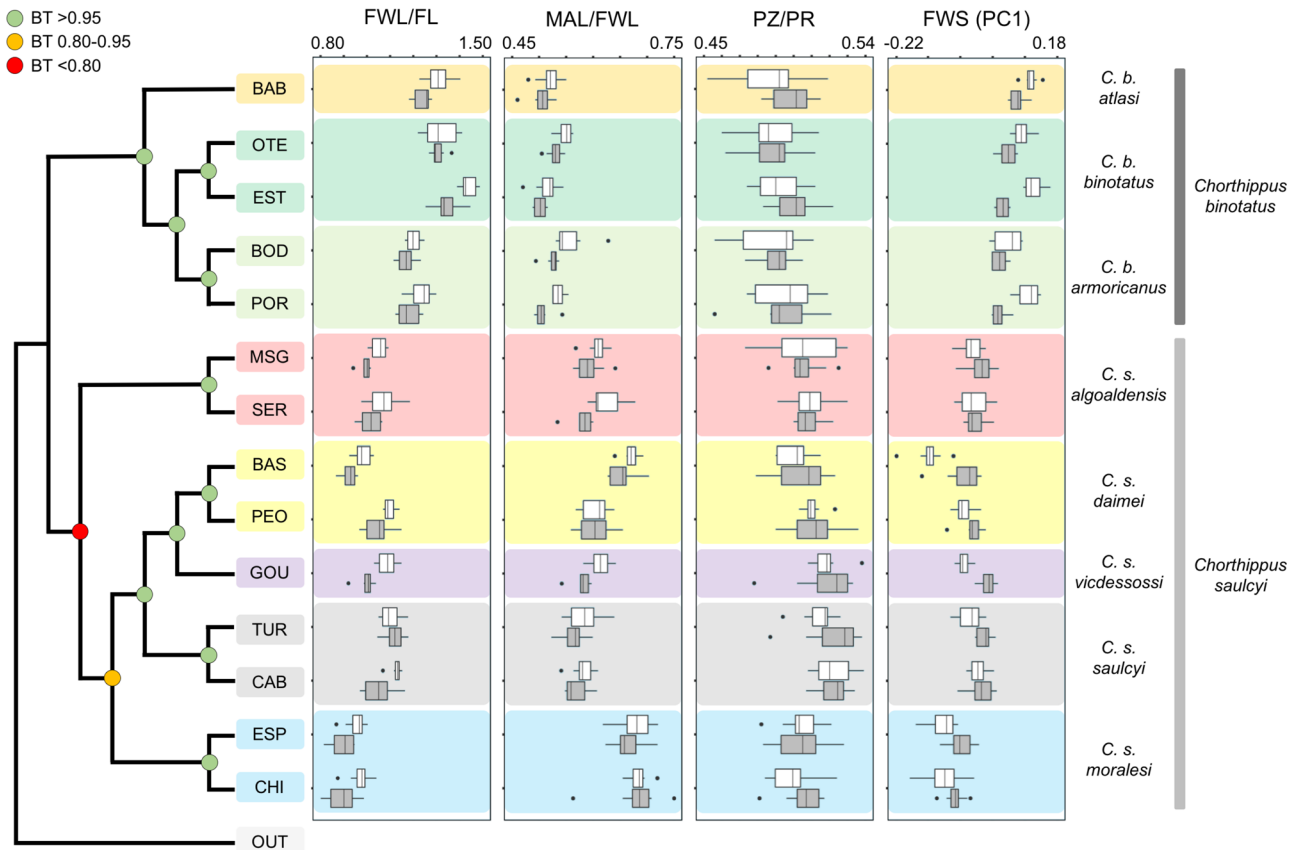 BT >0.95
BT 0.80-0.95
BT <0.80
FWL/FL
MAL/FWL
PZ/PR
FWS (PC1)
0.80 1.50
0.45 0.75
0.45 0.54
-0.22 0.18
BAB
OTE
EST
BOD
POR
MSG
SER
BAS
PEO
GOU
TUR
CAB
ESP
CHI
OUT
C. b.
atlasi
C. b.
binotatus
C. b.
armoricanus
C. s.
algoaldensis
C. s.
daimei
C. s.
vicdessossi
C. s.
saulcyi
C. s.
moralesi
Chorthippus
binotatus
Chorthippus
saulcyi